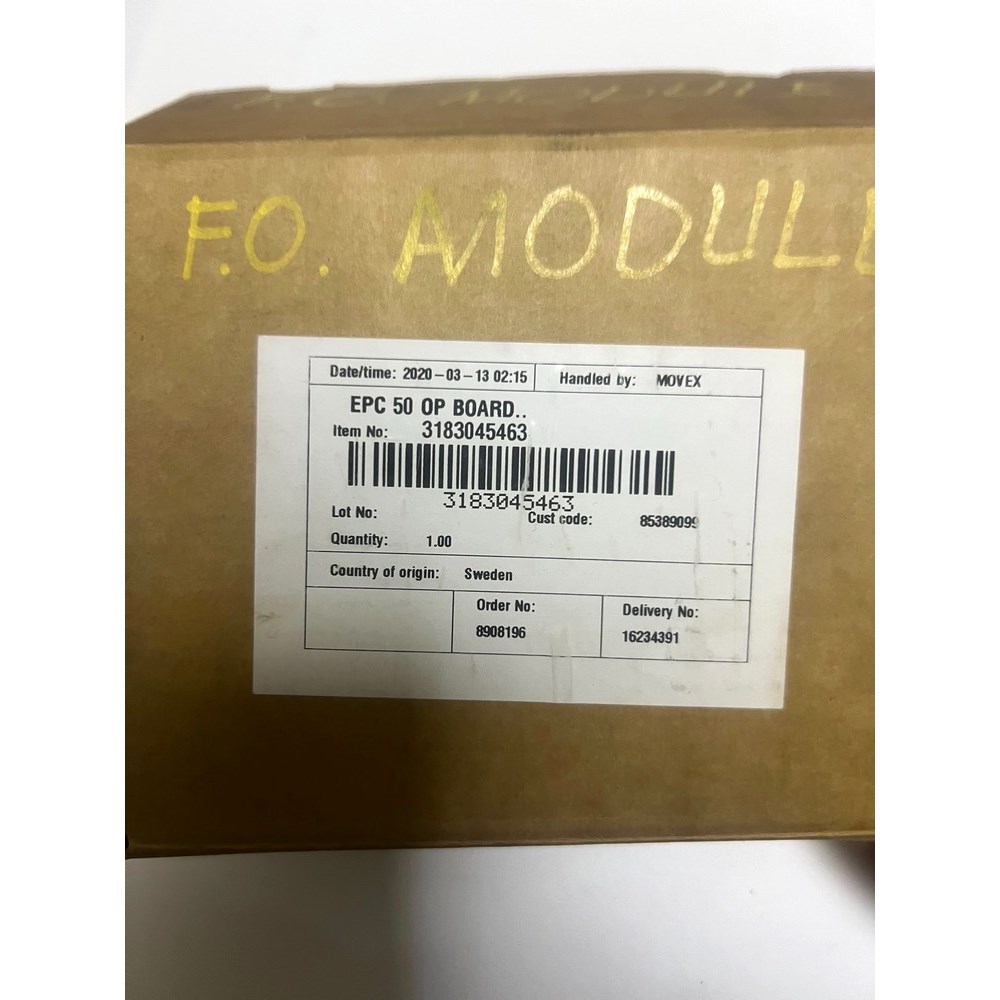 F.O. MODULE
F.O. MODUL
Date/time: 2020-03-13 02:15 Handled by: MOVEX
EPC 50 OP BOARD..
Item No: 3183045463
3183045463
Lot No:
Cust code: 85389099
Quantity: 1.00
Country of origin: Sweden
Order No: Delivery No:
8908196 16234391